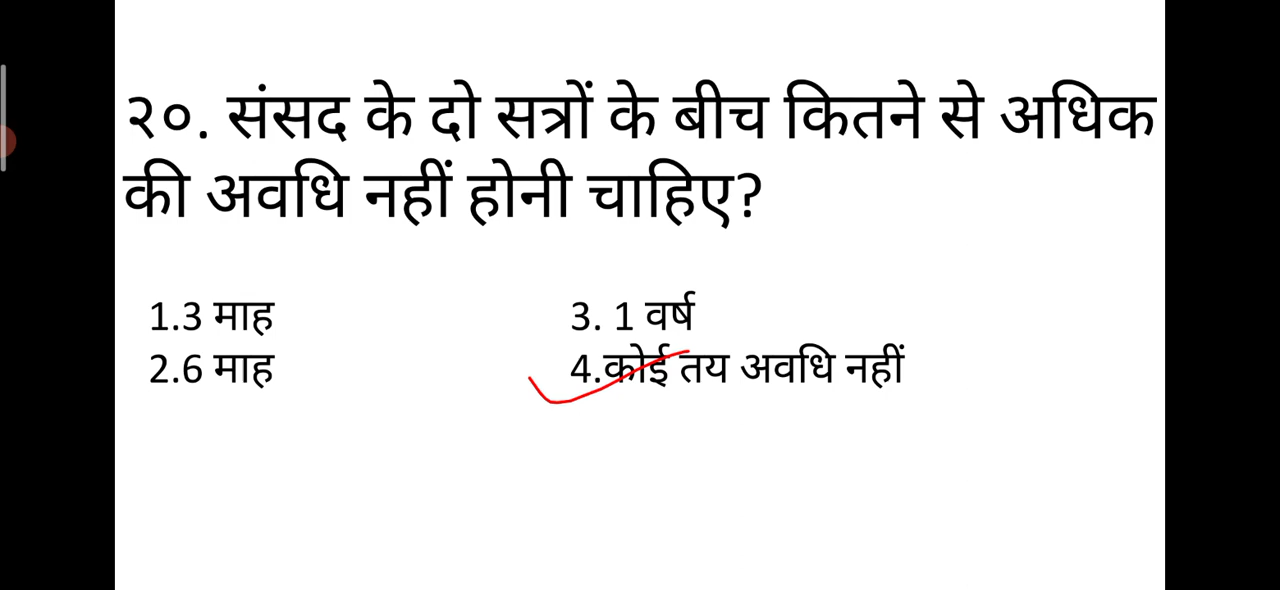 २०. संसद के दो सत्रों के बीच कितने से अधिक
की अवधि नहीं होनी चाहिए?
1.3 माह
2.6 माह
3. 1 वर्ष
4.कोई तय अवधि नहीं